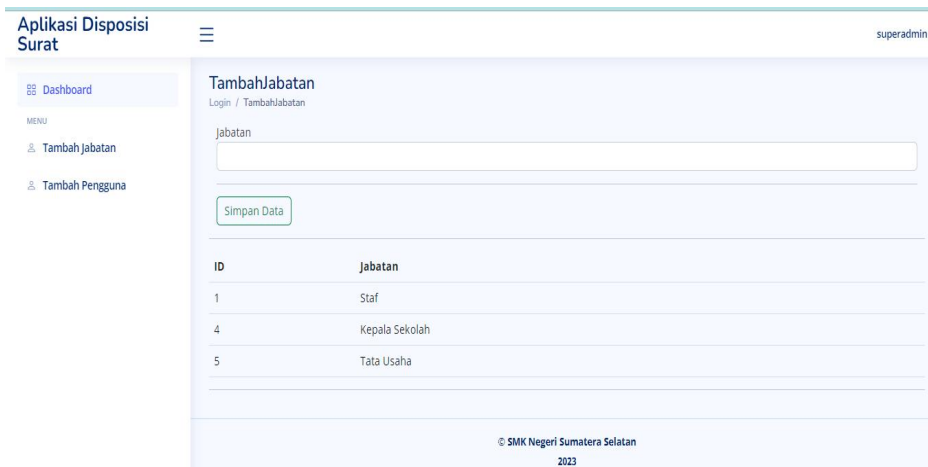 Aplikasi Disposisi
Surat
superadmin
Dashboard
MENU
Tambah Jabatan
Tambah Pengguna
TambahJabatan
Login / TambahJabatan
Jabatan
Simpan Data
ID Jabatan
1 Staf
4 Kepala Sekolah
5 Tata Usaha
© SMK Negeri Sumatera Selatan
2023